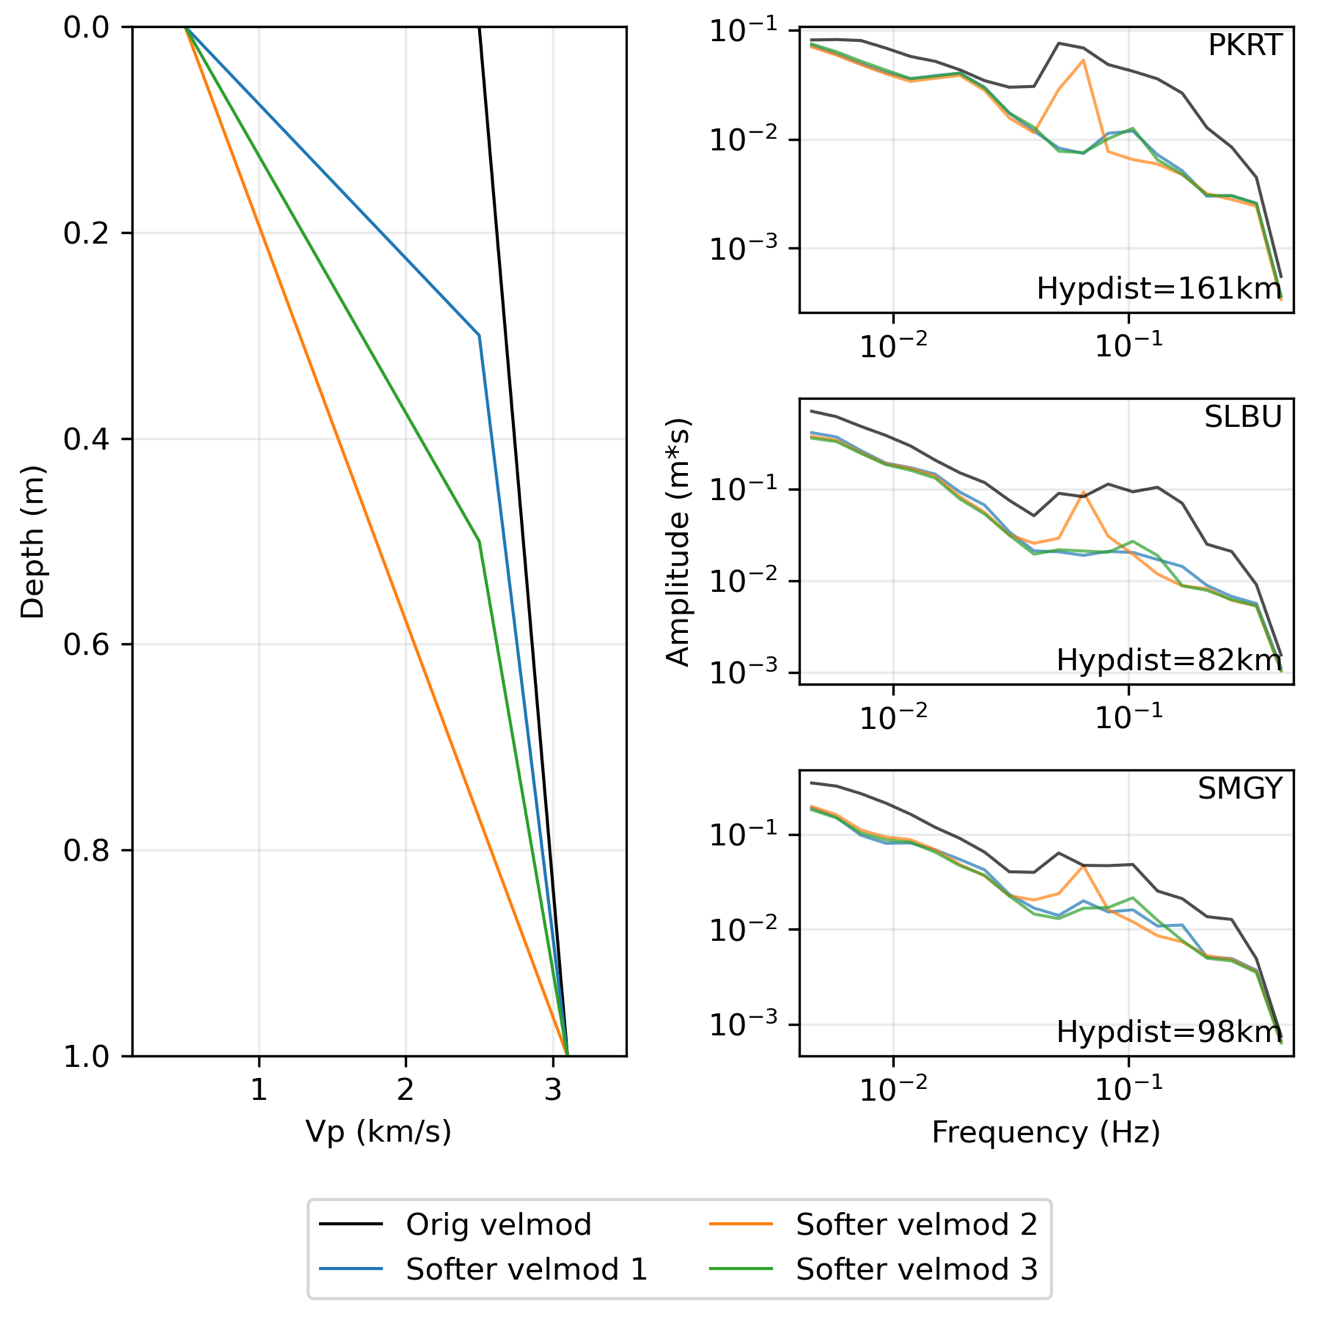 0.0
0.2
0.4
0.6
0.8
1.0
Depth (m)
1 2 3
Vp (km/s)
Amplitude (m*s)
PKRT
10⁻¹
10⁻²
10⁻³
Hypdist=161km
10⁻² 10⁻¹
SLBU
10⁻¹
10⁻²
10⁻³
Hypdist=82km
10⁻² 10⁻¹
SMGY
10⁻¹
10⁻²
10⁻³
Hypdist=98km
10⁻² 10⁻¹
Frequency (Hz)
Orig velmod
Softer velmod 1
Softer velmod 2
Softer velmod 3